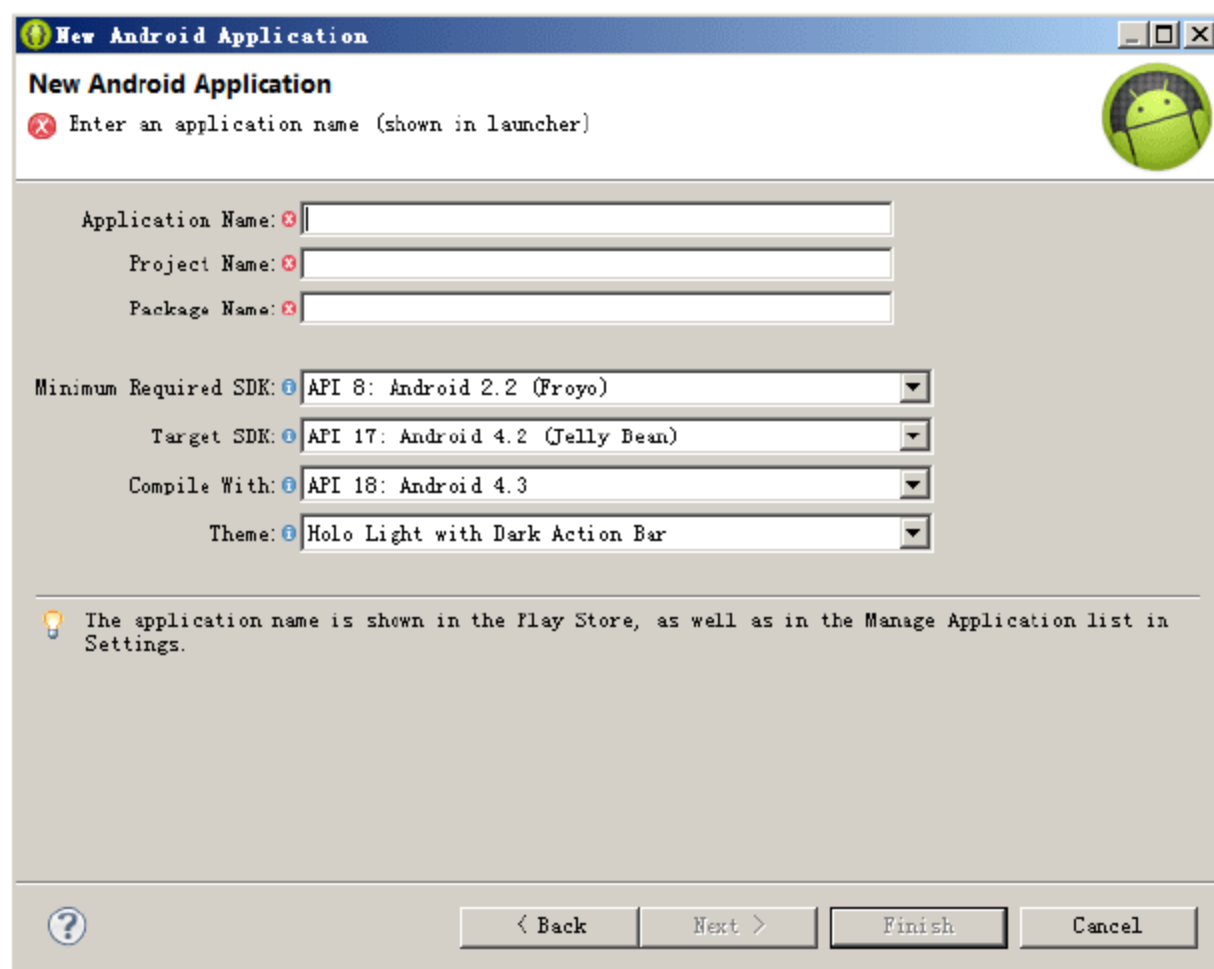 New Android Application
New Android Application
Enter an application name (shown in launcher)
Application Name:
Project Name:
Package Name:
Minimum Required SDK: API 8: Android 2.2 (Froyo)
Target SDK: API 17: Android 4.2 (Jelly Bean)
Compile With: API 18: Android 4.3
Theme: Holo Light with Dark Action Bar
The application name is shown in the Play Store, as well as in the Manage Application list in
Settings.
? < Back Next > Finish Cancel